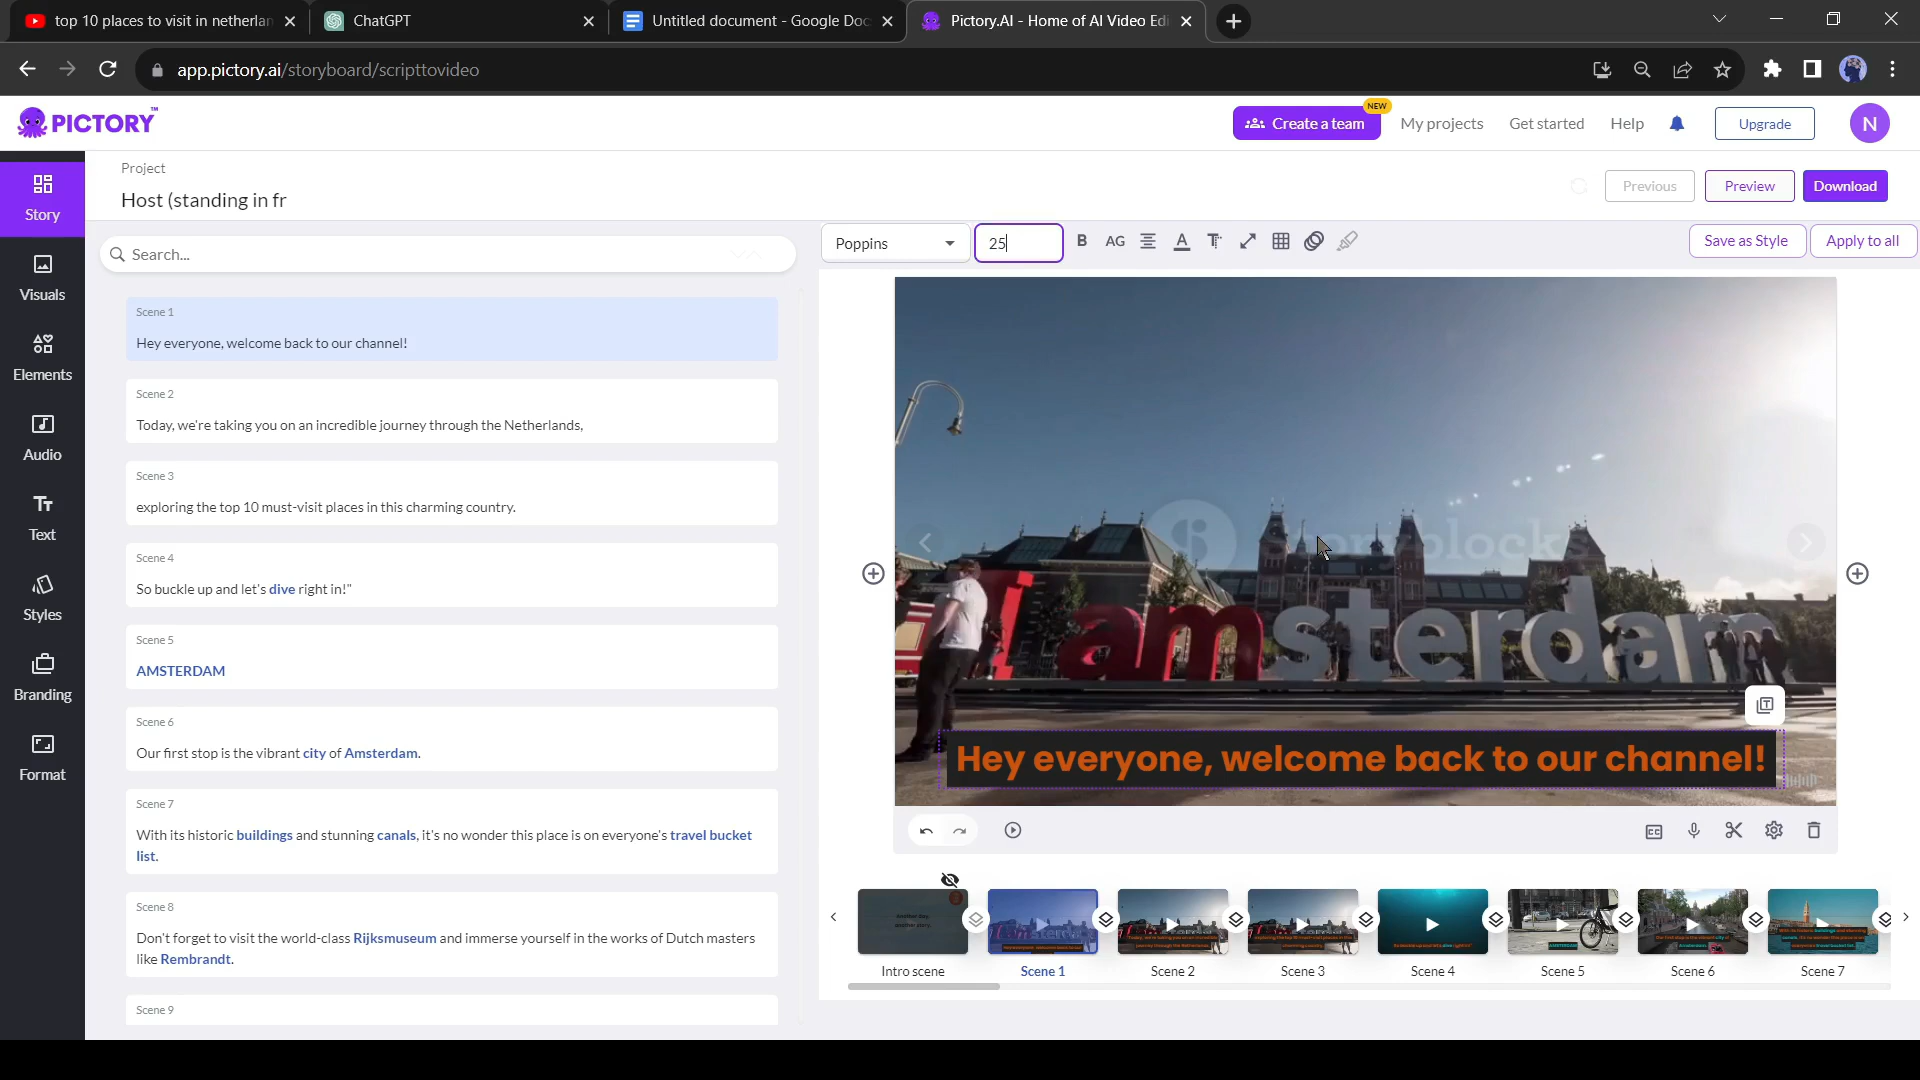 top 10 places to visit in netherlan
ChatGPT
Untitled document - Google Doc
Pictory.AI - Home of AI Video Edi
app.pictory.ai/storyboard/scripttovideo
PICTORY™
NEW
Create a team
My projects
Get started
Help
Upgrade
N
Project
Host (standing in fr
Previous
Preview
Download
Story
Visuals
Elements
Audio
Text
Styles
Branding
Format
Search...
Poppins
25
B
AG
Save as Style
Apply to all
Scene 1
Hey everyone, welcome back to our channel!
Scene 2
Today, we're taking you on an incredible journey through the Netherlands,
Scene 3
exploring the top 10 must-visit places in this charming country.
Scene 4
So buckle up and let's dive right in!"
Scene 5
AMSTERDAM
Scene 6
Our first stop is the vibrant city of Amsterdam.
Scene 7
With its historic buildings and stunning canals, it's no wonder this place is on everyone's travel bucket
list.
Scene 8
Don't forget to visit the world-class Rijksmuseum and immerse yourself in the works of Dutch masters
like Rembrandt.
Scene 9
Storyblocks
I amsterdam
Hey everyone, welcome back to our channel!
Another day,
another story.
Intro scene
Scene 1
Scene 2
Scene 3
Scene 4
Scene 5
Scene 6
Scene 7